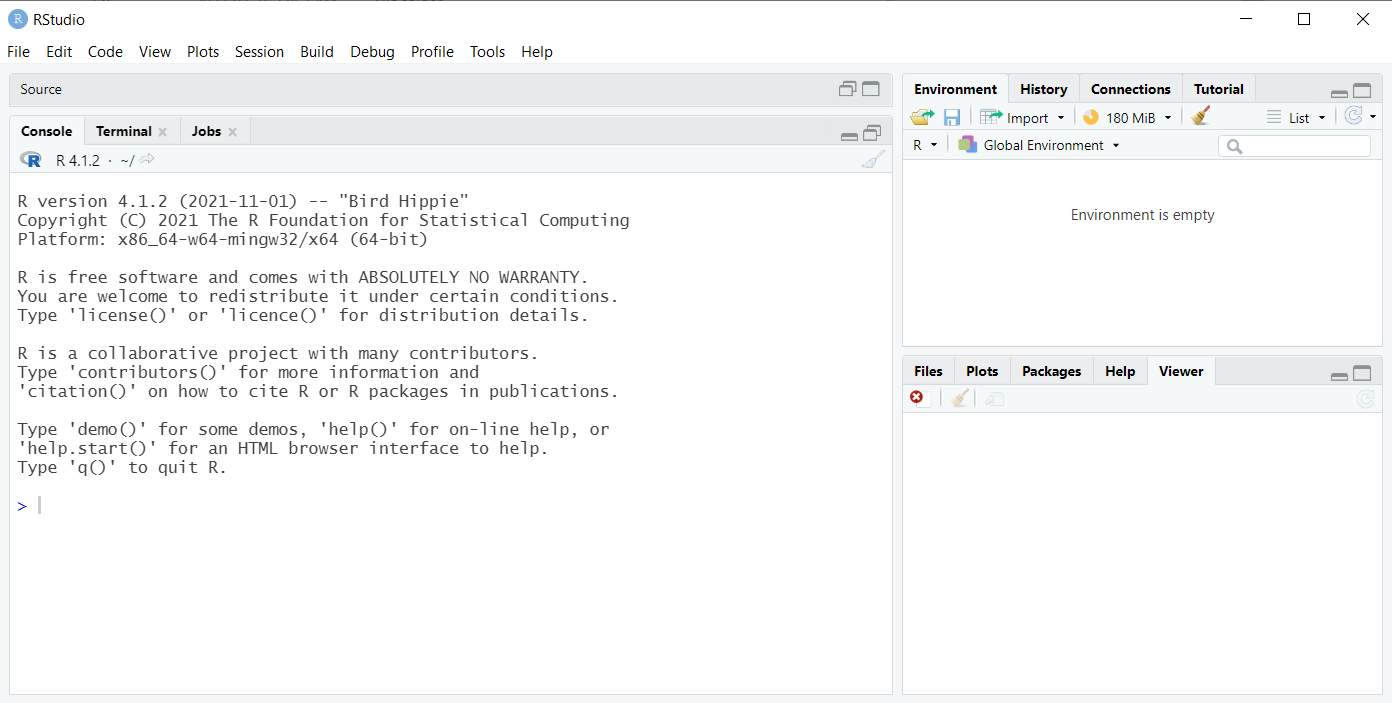 RStudio
File Edit Code View Plots Session Build Debug Profile Tools Help
Source
Console Terminal Jobs
R 4.1.2 · ~/
R version 4.1.2 (2021-11-01) -- "Bird Hippie"
Copyright (C) 2021 The R Foundation for Statistical Computing
Platform: x86_64-w64-mingw32/x64 (64-bit)
R is free software and comes with ABSOLUTELY NO WARRANTY.
You are welcome to redistribute it under certain conditions.
Type 'license()' or 'licence()' for distribution details.
R is a collaborative project with many contributors.
Type 'contributors()' for more information and
'citation()' on how to cite R or R packages in publications.
Type 'demo()' for some demos, 'help()' for on-line help, or
'help.start()' for an HTML browser interface to help.
Type 'q()' to quit R.
>
Environment History Connections Tutorial
Import 180 MiB List
R Global Environment
Environment is empty
Files Plots Packages Help Viewer